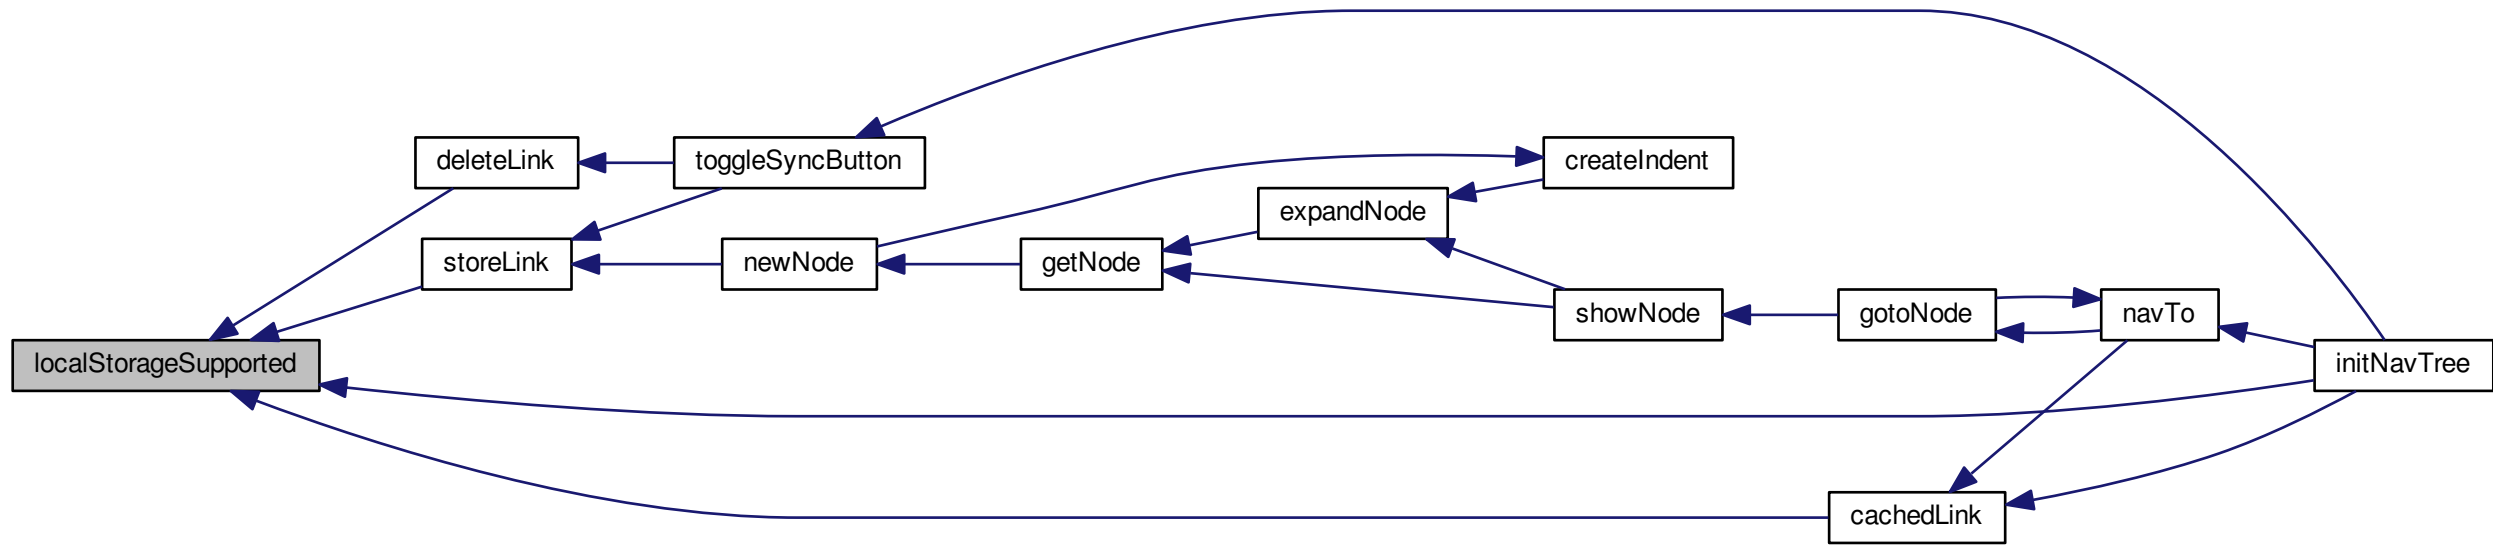 deleteLink
toggleSyncButton
createIndent
expandNode
storeLink
newNode
getNode
showNode
gotoNode
navTo
localStorageSupported
initNavTree
cachedLink